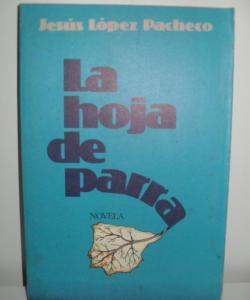 Jesús López Pacheco
La
hoja
de
parra
NOVELA